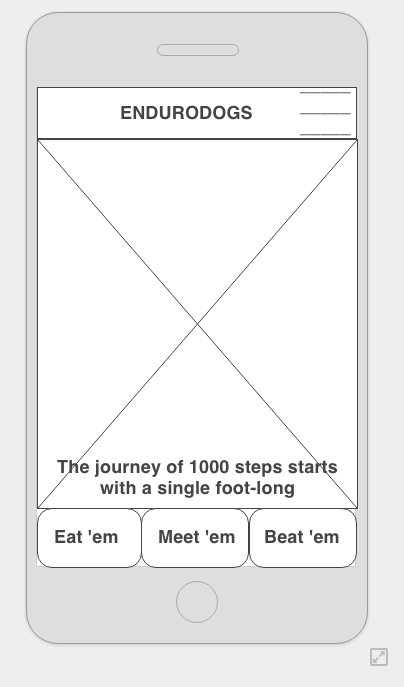 ENDURODOGS
The journey of 1000 steps starts
with a single foot-long
Eat 'em
Meet 'em
Beat 'em